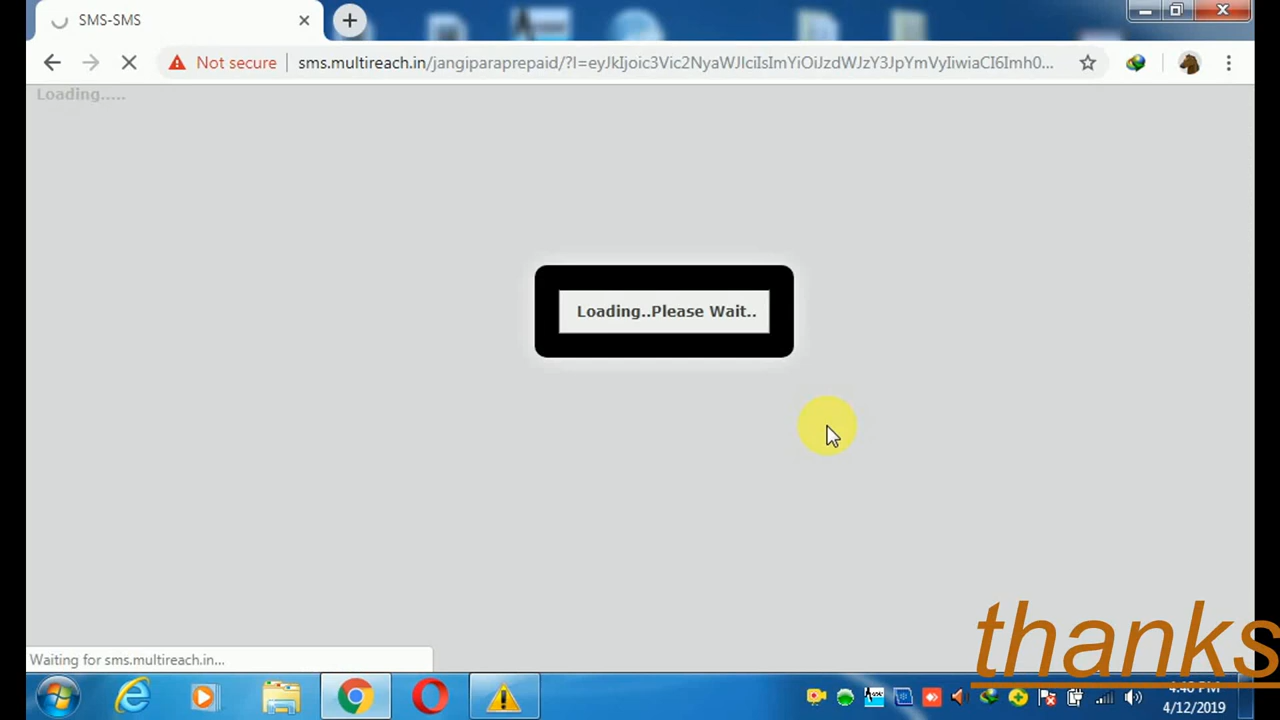 SMS-SMS
Not secure
sms.multireach.in/jangiparaprepaid/?l=eyJkIjoic3Vic2NyaWJlciIsImYiOiJzdWJzY3JpYmVyIiwiaCI6Imh0...
Loading.....
Loading..Please Wait..
thanks
Waiting for sms.multireach.in...
4/12/2019